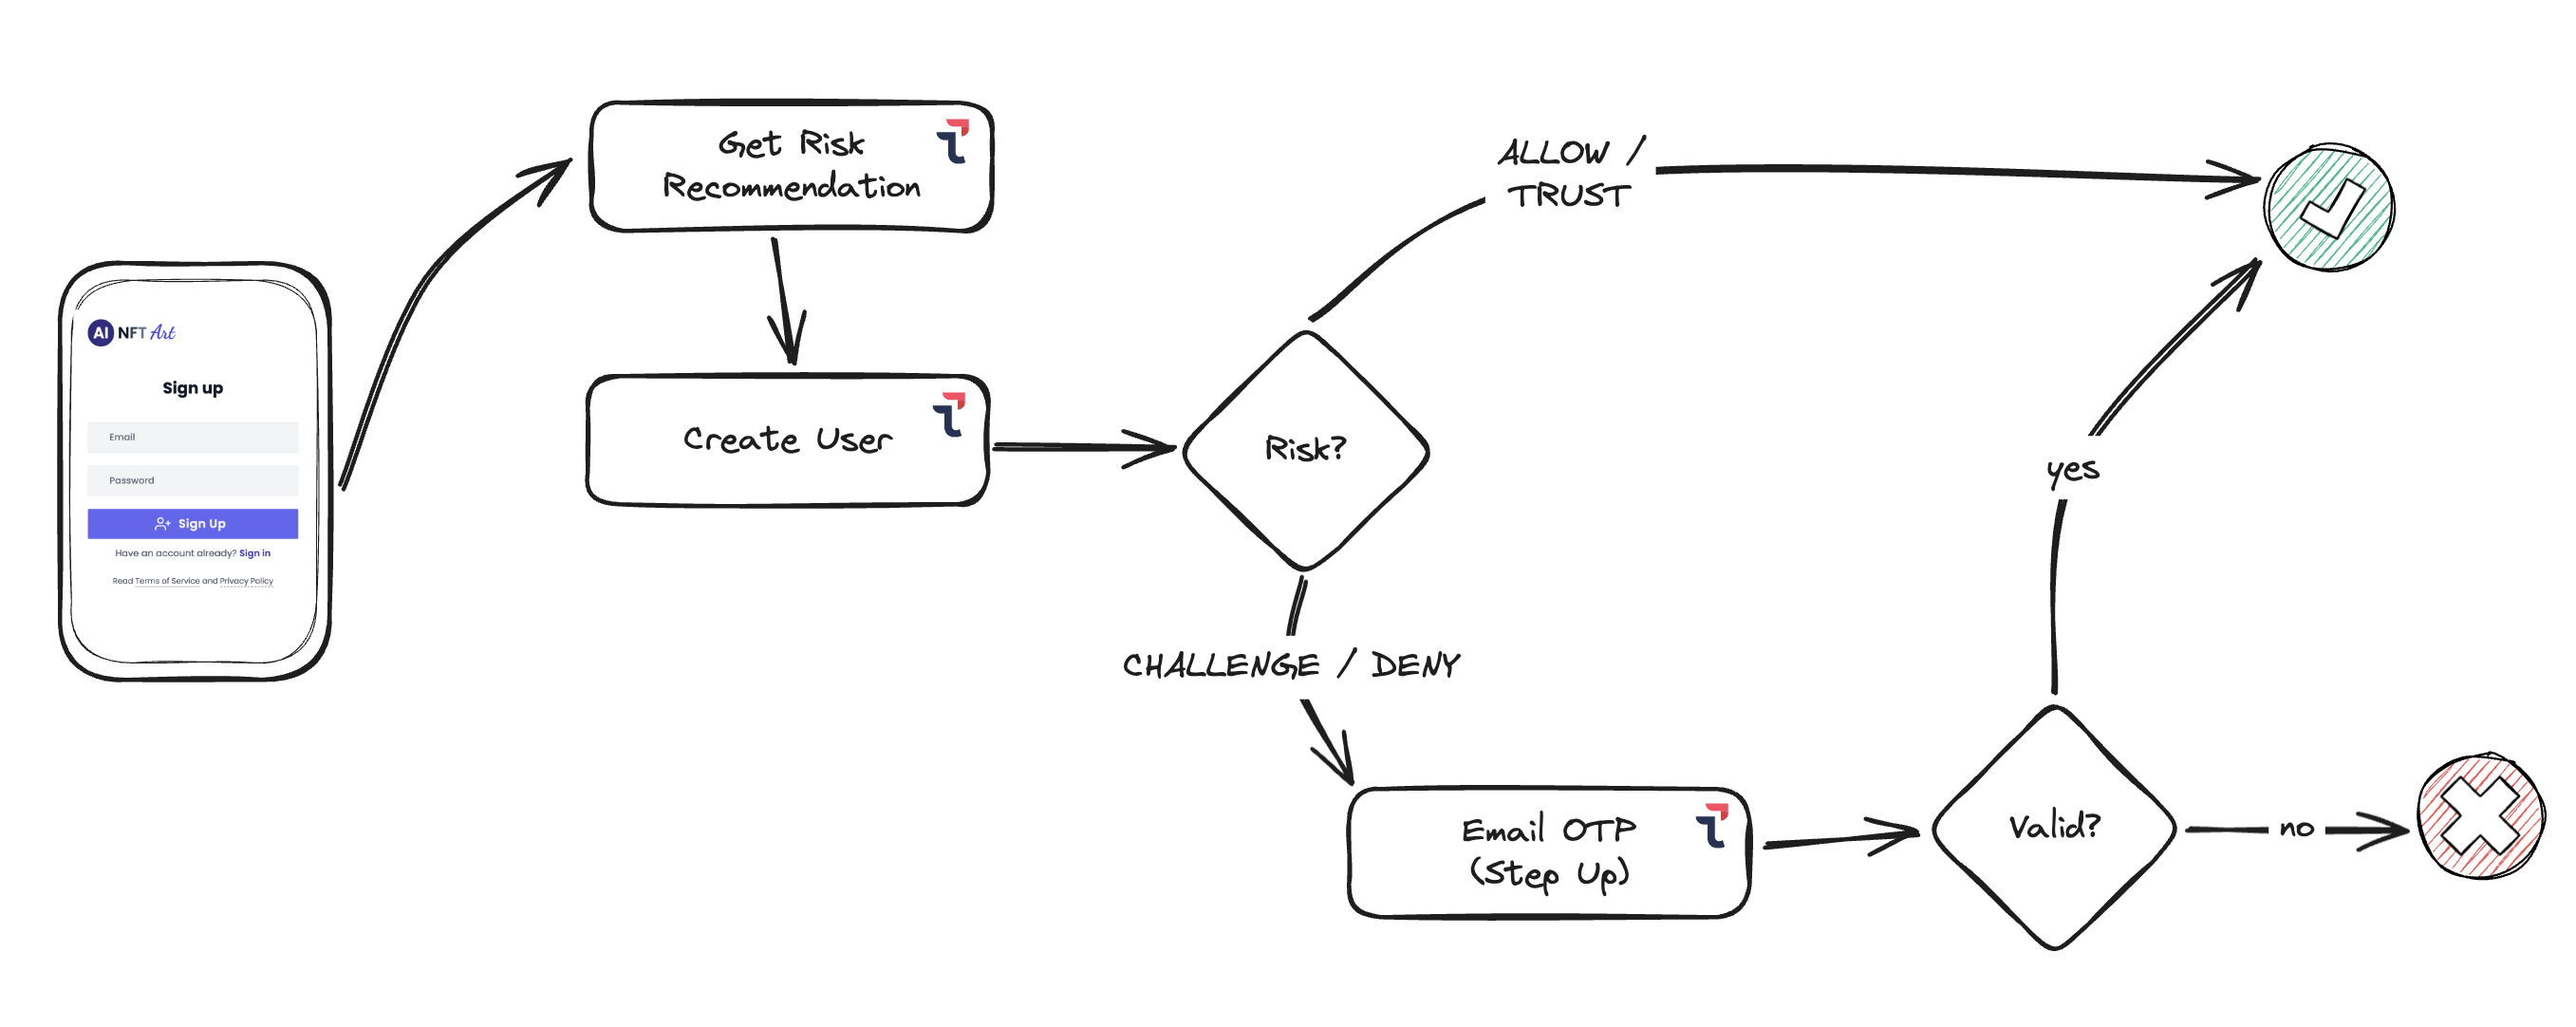 AI NFT Art
Sign up
Email
Password
Sign Up
Have an account already? Sign in
Read Terms of Service and Privacy Policy
Get Risk
Recommendation
Create User
Risk?
ALLOW /
TRUST
CHALLENGE / DENY
Email OTP
(Step Up)
Valid?
yes
no